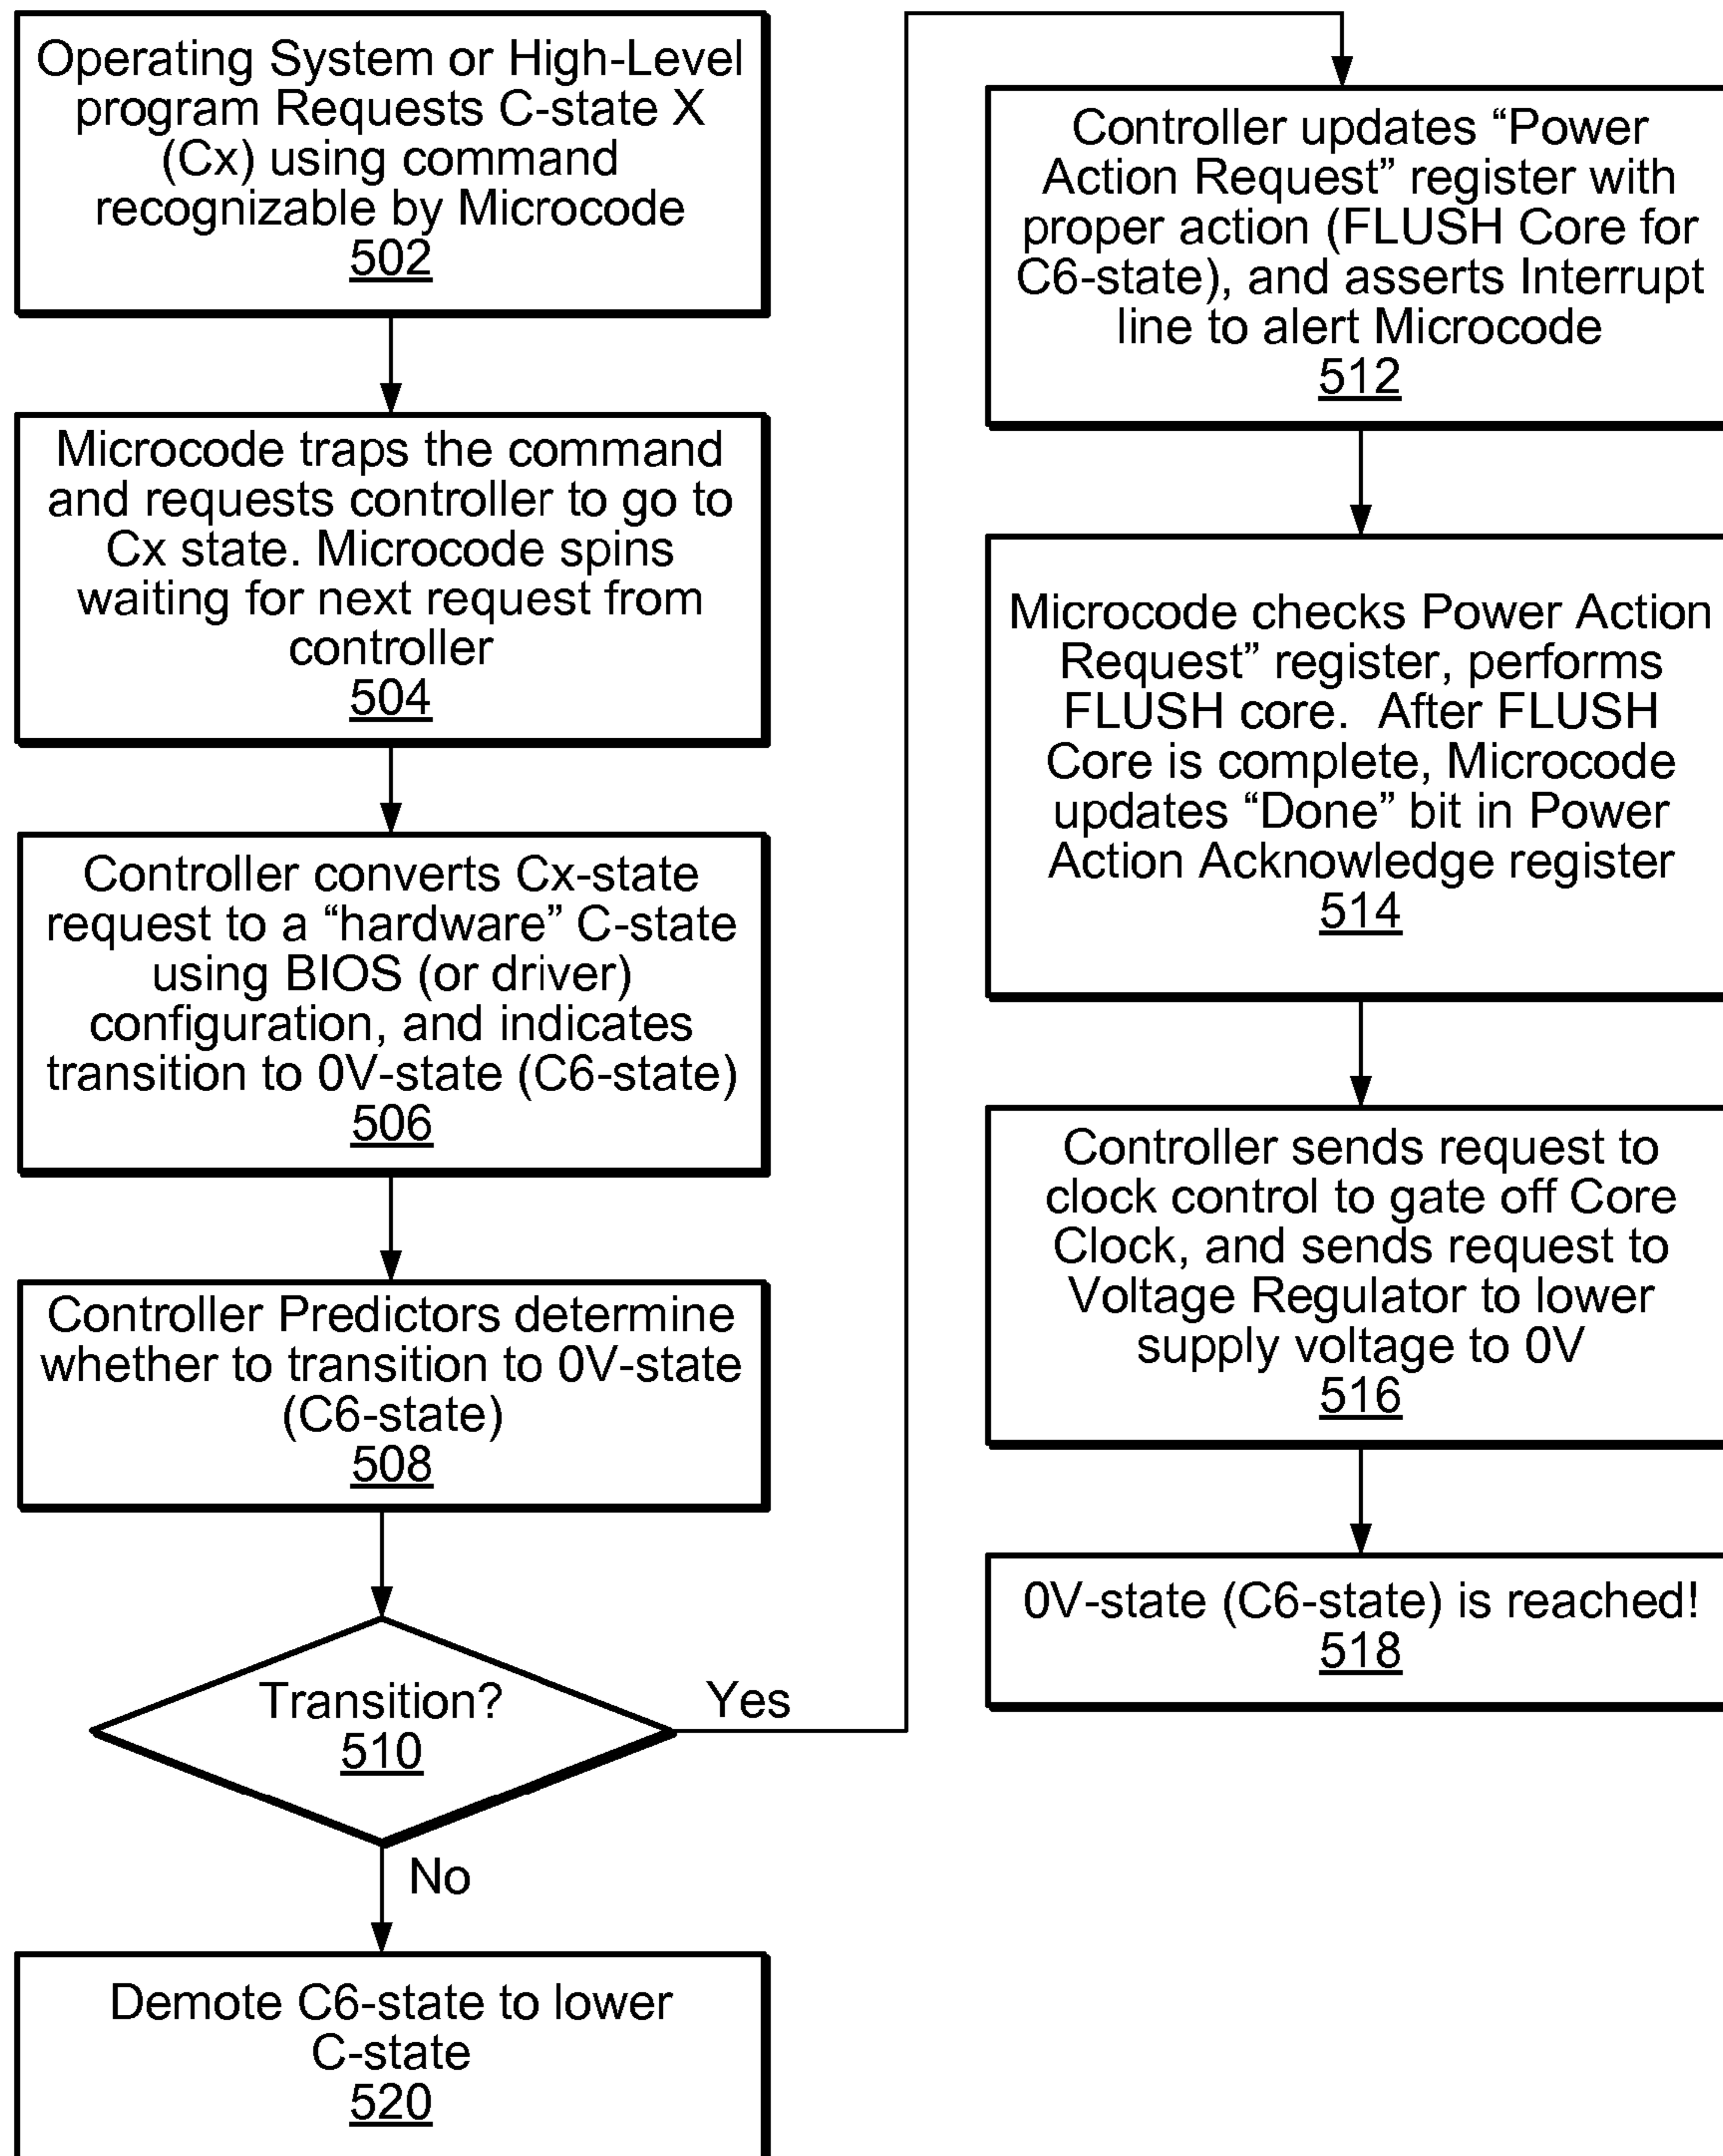 Operating System or High-Level
program Requests C-state X
(Cx) using command
recognizable by Microcode
502
Microcode traps the command
and requests controller to go to
Cx state. Microcode spins
waiting for next request from
controller
504
Controller converts Cx-state
request to a “hardware” C-state
using BIOS (or driver)
configuration, and indicates
transition to 0V-state (C6-state)
506
Controller Predictors determine
whether to transition to 0V-state
(C6-state)
508
Transition?
510
Yes
No
Demote C6-state to lower
C-state
520
Controller updates “Power
Action Request” register with
proper action (FLUSH Core for
C6-state), and asserts Interrupt
line to alert Microcode
512
Microcode checks Power Action
Request” register, performs
FLUSH core. After FLUSH
Core is complete, Microcode
updates “Done” bit in Power
Action Acknowledge register
514
Controller sends request to
clock control to gate off Core
Clock, and sends request to
Voltage Regulator to lower
supply voltage to 0V
516
0V-state (C6-state) is reached!
518